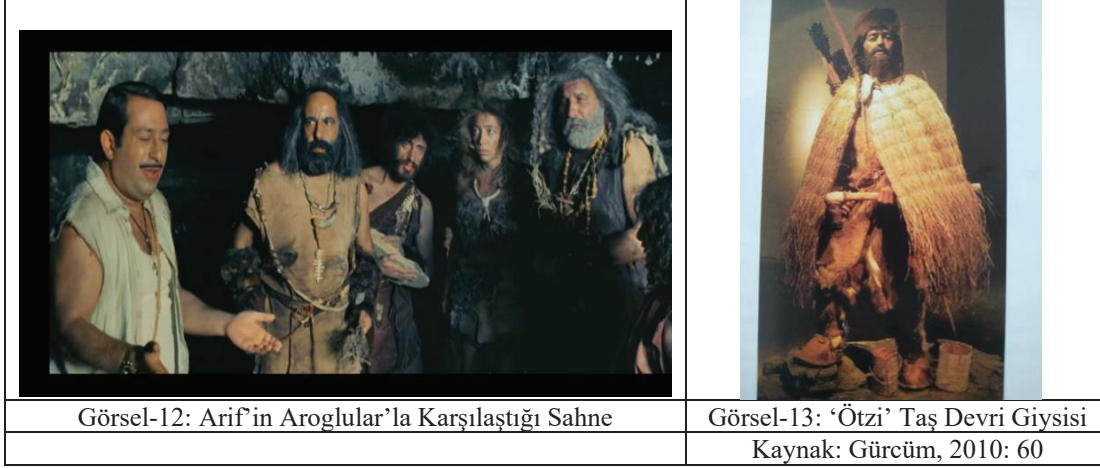 Görsel-12: Arif’in Aroglular’la Karşılaştığı Sahne
Görsel-13: ‘Ötzi’ Taş Devri Giysisi
Kaynak: Gürcüm, 2010: 60